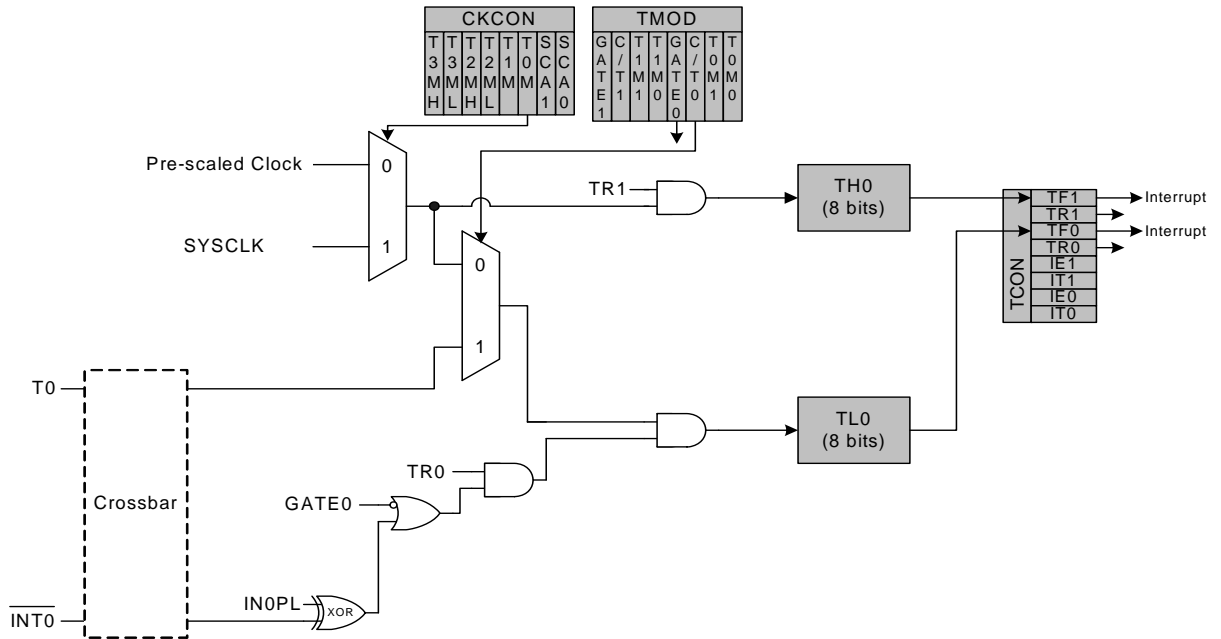 CKCON
T3MH T3ML T2MH T2ML T1M T0M SCA1 SCA0
TMOD
GATE1 C/T1 T1M1 T1M0 GATE0 C/T0 T0M1 T0M0
Pre-scaled Clock
0
SYSCLK
1
0
1
TR1
TH0
(8 bits)
TCON
TF1
TR1
TF0
TR0
IE1
IT1
IE0
IT0
Interrupt
Interrupt
T0
Crossbar
INT0
TR0
GATE0
IN0PL
XOR
TL0
(8 bits)